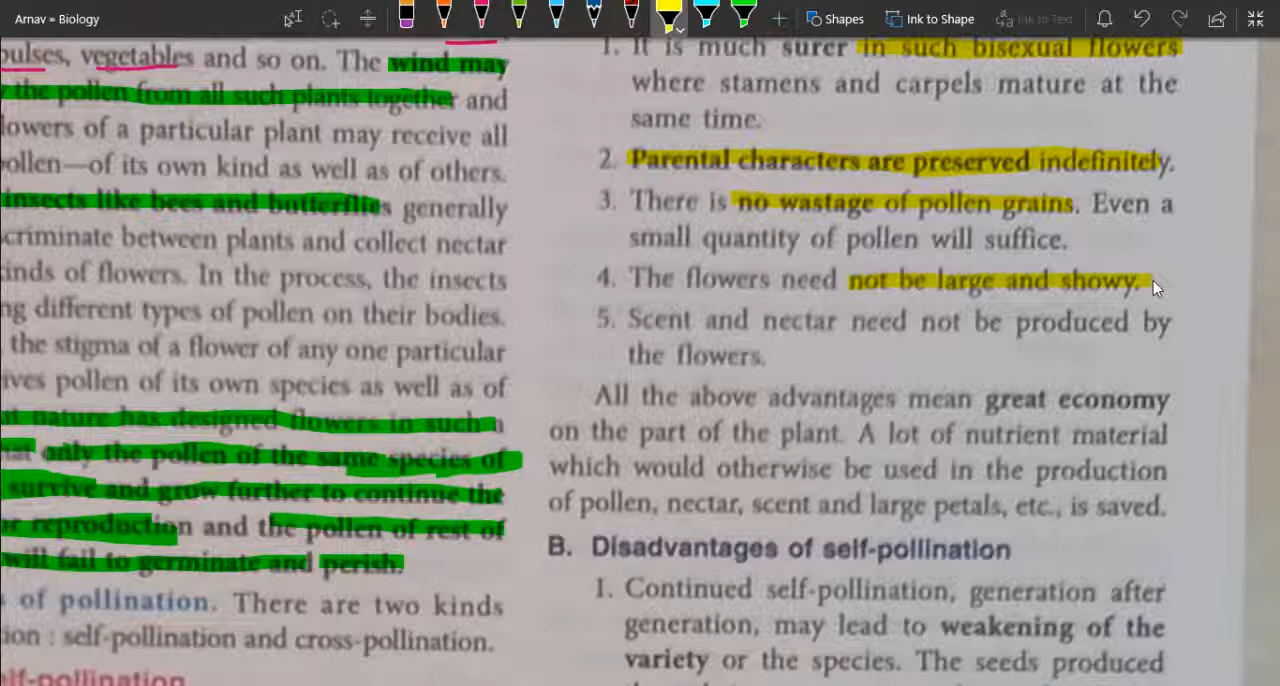 Arnav » Biology
Shapes
Ink to Shape
Ink to Text
pulses, vegetables and so on. The wind may
the pollen from all such plants together and
lowers of a particular plant may receive all
ollen—of its own kind as well as of others.
insects like bees and butterflies generally
criminate between plants and collect nectar
inds of flowers. In the process, the insects
ng different types of pollen on their bodies.
the stigma of a flower of any one particular
ives pollen of its own species as well as of
at nature has designed flowers in such
only the pollen of the same species of
survive and grow further to continue the
reproduction and the pollen of rest of
will fail to germinate and perish.
of pollination. There are two kinds
ion : self-pollination and cross-pollination.
elf-pollination
1. It is much surer in such bisexual flowers
where stamens and carpels mature at the
same time.
2. Parental characters are preserved indefinitely.
3. There is no wastage of pollen grains. Even a
small quantity of pollen will suffice.
4. The flowers need not be large and showy.
5. Scent and nectar need not be produced by
the flowers.
All the above advantages mean great economy
on the part of the plant. A lot of nutrient material
which would otherwise be used in the production
of pollen, nectar, scent and large petals, etc., is saved.
B. Disadvantages of self-pollination
1. Continued self-pollination, generation after
generation, may lead to weakening of the
variety or the species. The seeds produced